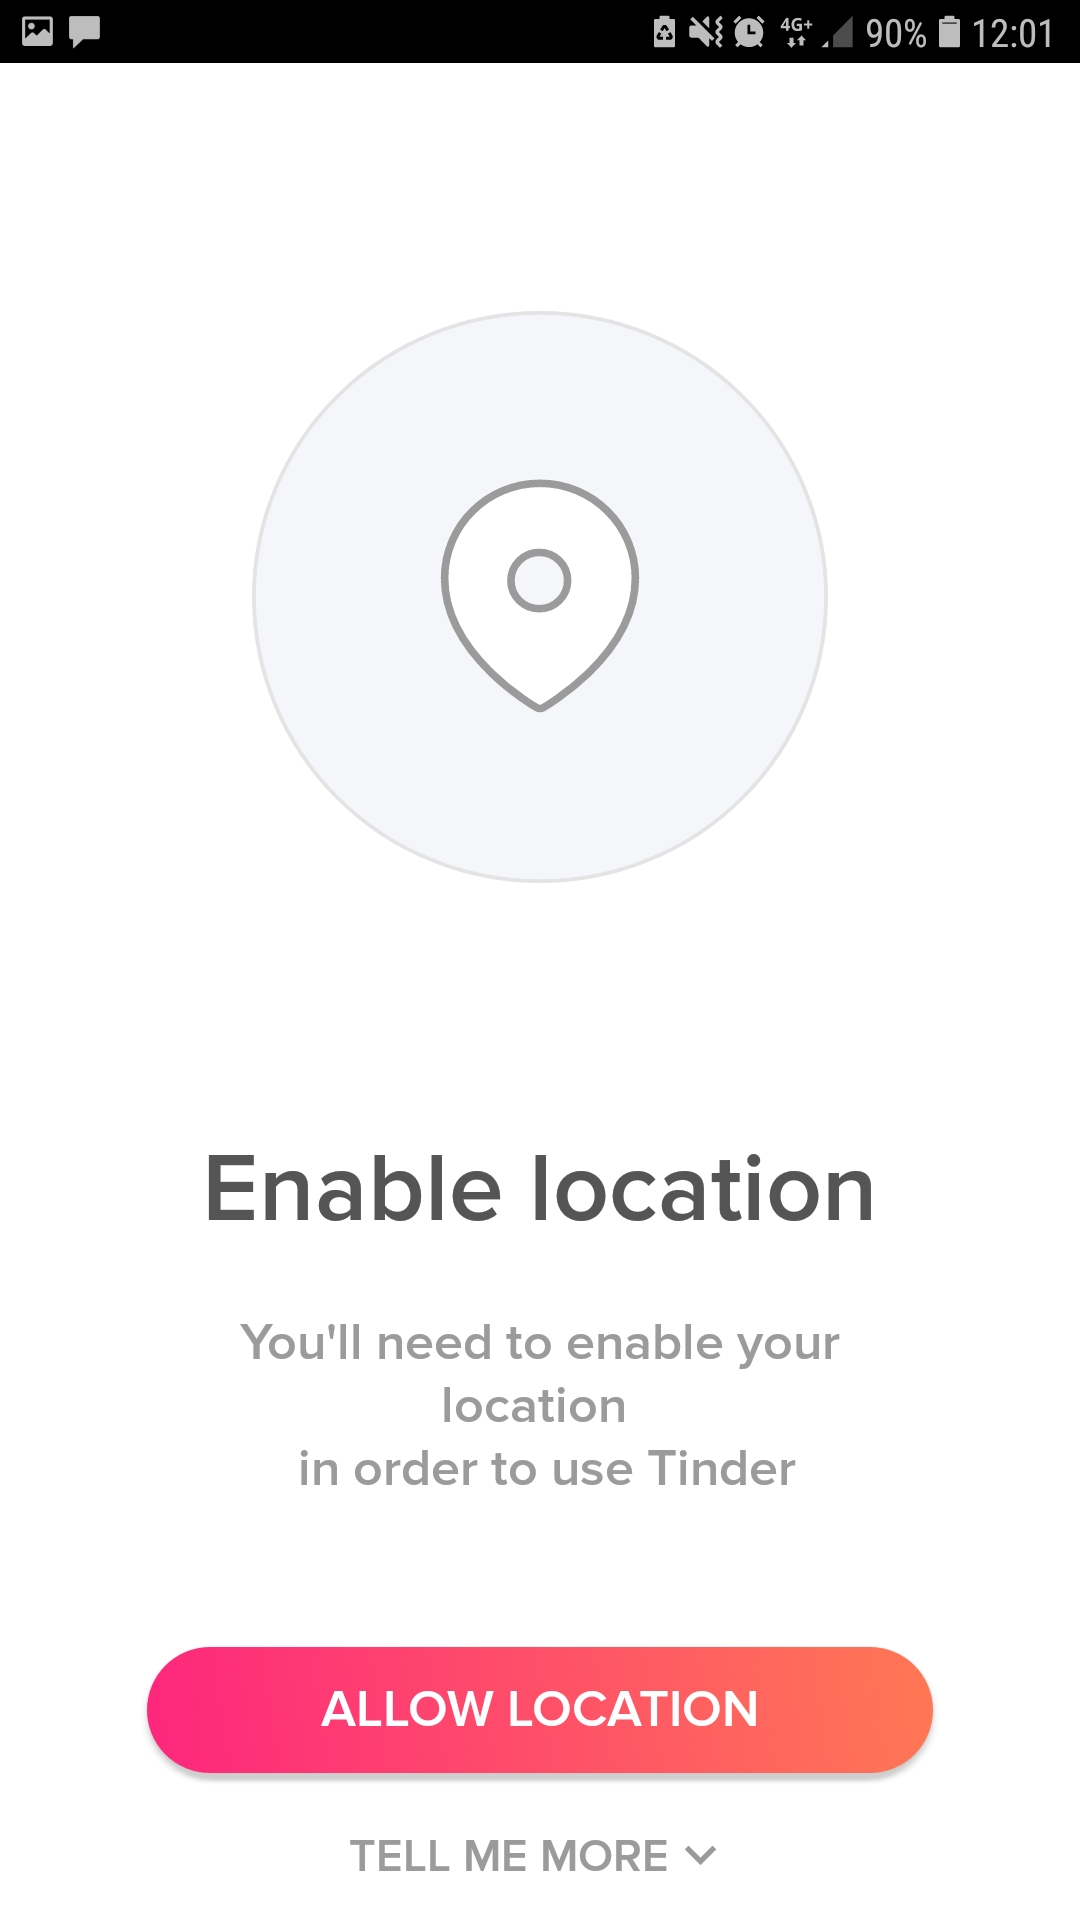 4G+ 90% 12:01
Enable location
You'll need to enable your
location
in order to use Tinder
ALLOW LOCATION
TELL ME MORE